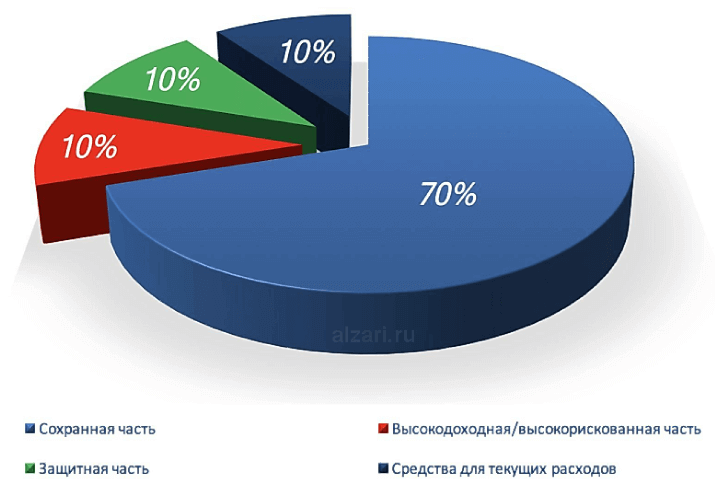 10%
10%
10%
70%
alzari.ru
Сохранная часть
Высокодоходная/высокорискованная часть
Защитная часть
Средства для текущих расходов